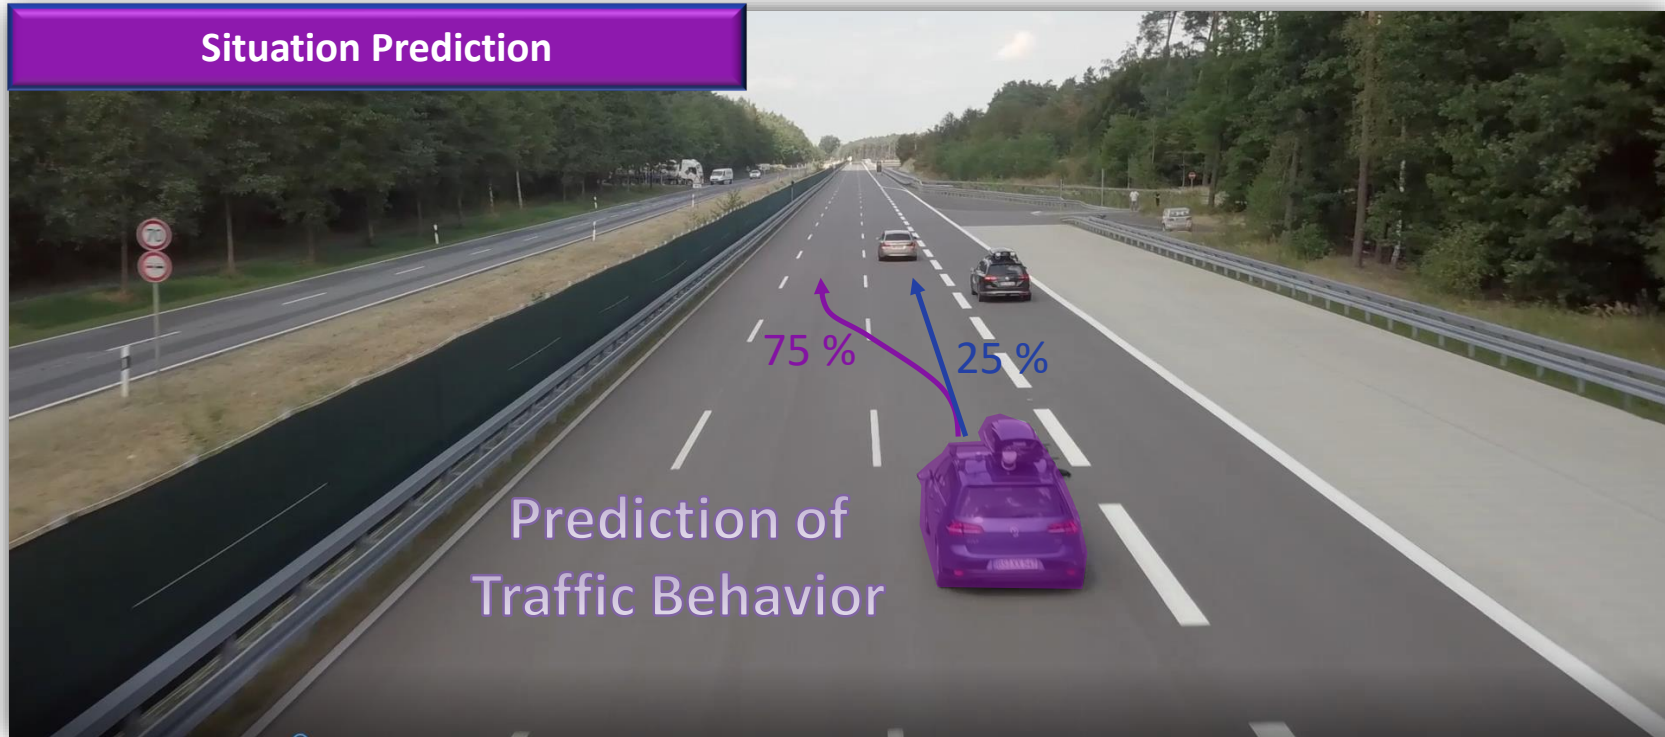 Situation Prediction
70
75 %
25 %
Prediction of
Traffic Behavior